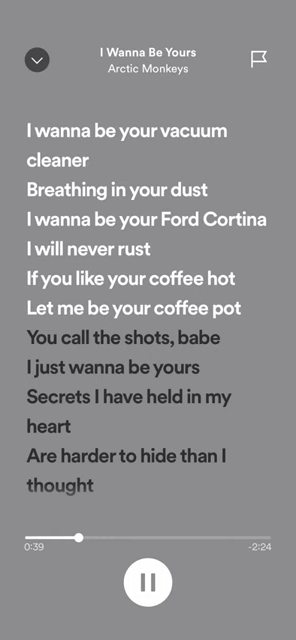 I Wanna Be Yours
Arctic Monkeys
I wanna be your vacuum
cleaner
Breathing in your dust
I wanna be your Ford Cortina
I will never rust
If you like your coffee hot
Let me be your coffee pot
You call the shots, babe
I just wanna be yours
Secrets I have held in my
heart
Are harder to hide than I
thought
0:39
-2:24